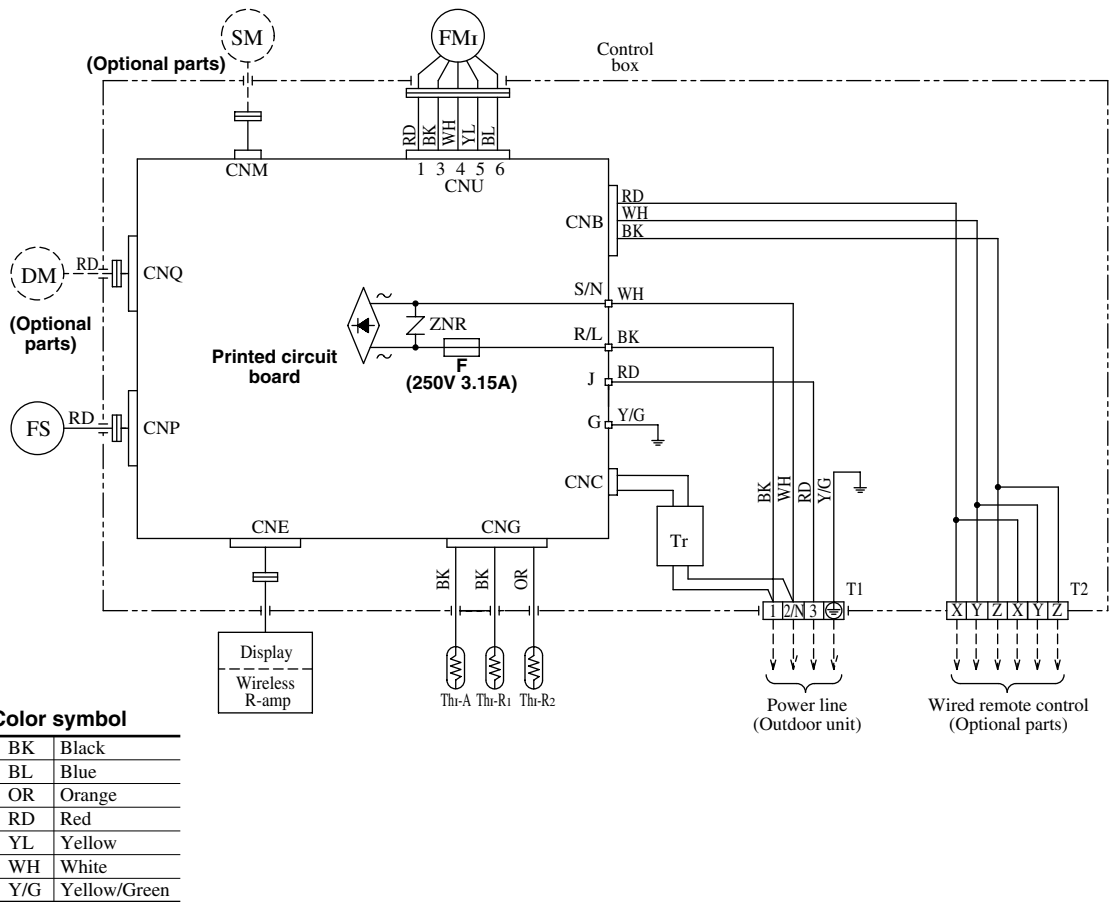 SM
FMI
(Optional parts)
Control
box
RD
BK
WH
YL
BL
CNM
1 3 4 5 6
CNU
CNB
RD
WH
BK
DM
RD
CNQ
(Optional
parts)
S/N
WH
ZNR
R/L
BK
Printed circuit
board
F
(250V 3.15A)
J
RD
FS
RD
CNP
G
Y/G
CNC
BK
WH
RD
Y/G
Tr
CNE
CNG
BK
BK
OR
T1
1 2/N 3
T2
X Y Z X Y Z
Display
Wireless
R-amp
ThI-A
ThI-R1
ThI-R2
Power line
(Outdoor unit)
Wired remote control
(Optional parts)
Color symbol
BK Black
BL Blue
OR Orange
RD Red
YL Yellow
WH White
Y/G Yellow/Green